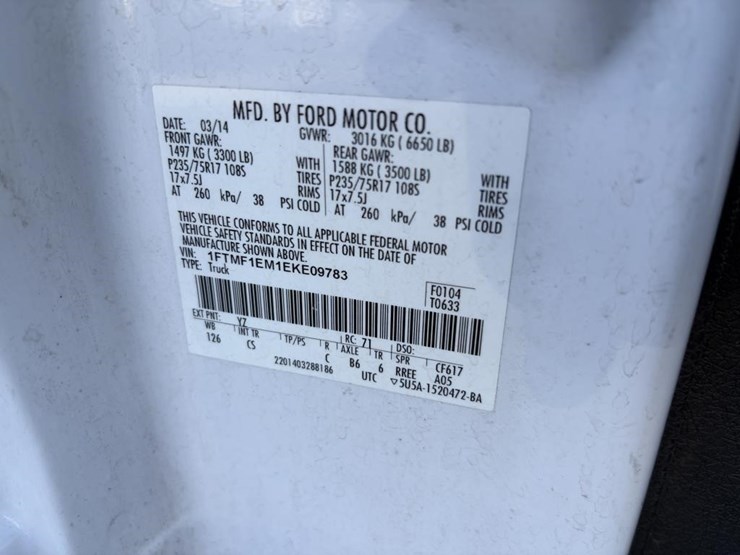 MFD. BY FORD MOTOR CO.
DATE: 03/14 GVWR: 3016 KG ( 6650 LB)
FRONT GAWR: REAR GAWR:
1497 KG ( 3300 LB) WITH 1588 KG ( 3500 LB) WITH
P235/75R17 108S TIRES P235/75R17 108S TIRES
17x7.5J RIMS 17x7.5J RIMS
AT 260 kPa/ 38 PSI COLD AT 260 kPa/ 38 PSI COLD
THIS VEHICLE CONFORMS TO ALL APPLICABLE FEDERAL MOTOR
VEHICLE SAFETY STANDARDS IN EFFECT ON THE DATE OF
MANUFACTURE SHOWN ABOVE.
VIN: 1FTMF1EM1EKE09783
TYPE: Truck
F0104
T0633
EXT PNT: YZ RC: 71 DSO:
WB INT TR TP/PS R AXLE TR SPR CF617
126 CS C B6 6 RREE A05
2201403288186 UTC ▽5U5A-1520472-BA